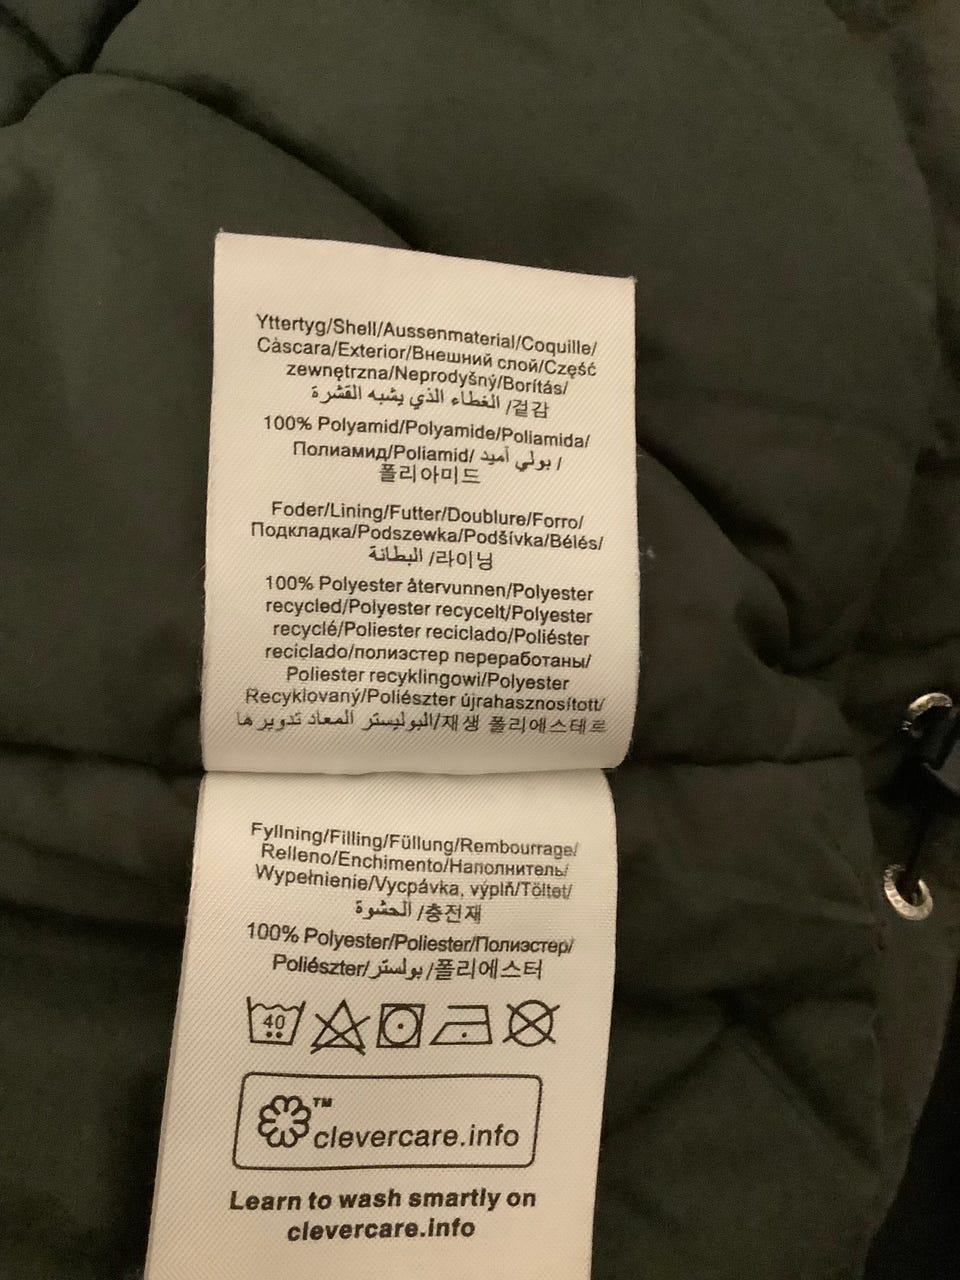 Yttertyg/Shell/Aussenmaterial/Coquille/
Càscara/Exterior/Внешний слой/Część
zewnętrzna/Neprodyšný/Borítás/
겉감/ الغطاء الذي يشبه القشرة
100% Polyamid/Polyamide/Poliamida/
Полиамид/Poliamid/ بولي آميد /
폴리아미드
Foder/Lining/Futter/Doublure/Forro/
Подкладка/Podszewka/Podšívka/Bélés/
البطانة /라이닝
100% Polyester återvunnen/Polyester
recycled/Polyester recycelt/Polyester
recyclé/Poliester reciclado/Poliéster
reciclado/полиэстер переработаны/
Poliester recyklingowi/Polyester
Recyklovaný/Poliészter újrahasznosított/
البوليستر المعاد تدويرها/재생 폴리에스테르
Fyllning/Filling/Füllung/Rembourrage/
Relleno/Enchimento/Наполнитель/
Wypełnienie/Vycpávka, výplň/Töltet/
الحشوة /충전재
100% Polyester/Poliester/Полиэстер/
Poliészter/بولستر/폴리에스터
40
TM
clevercare.info
Learn to wash smartly on
clevercare.info